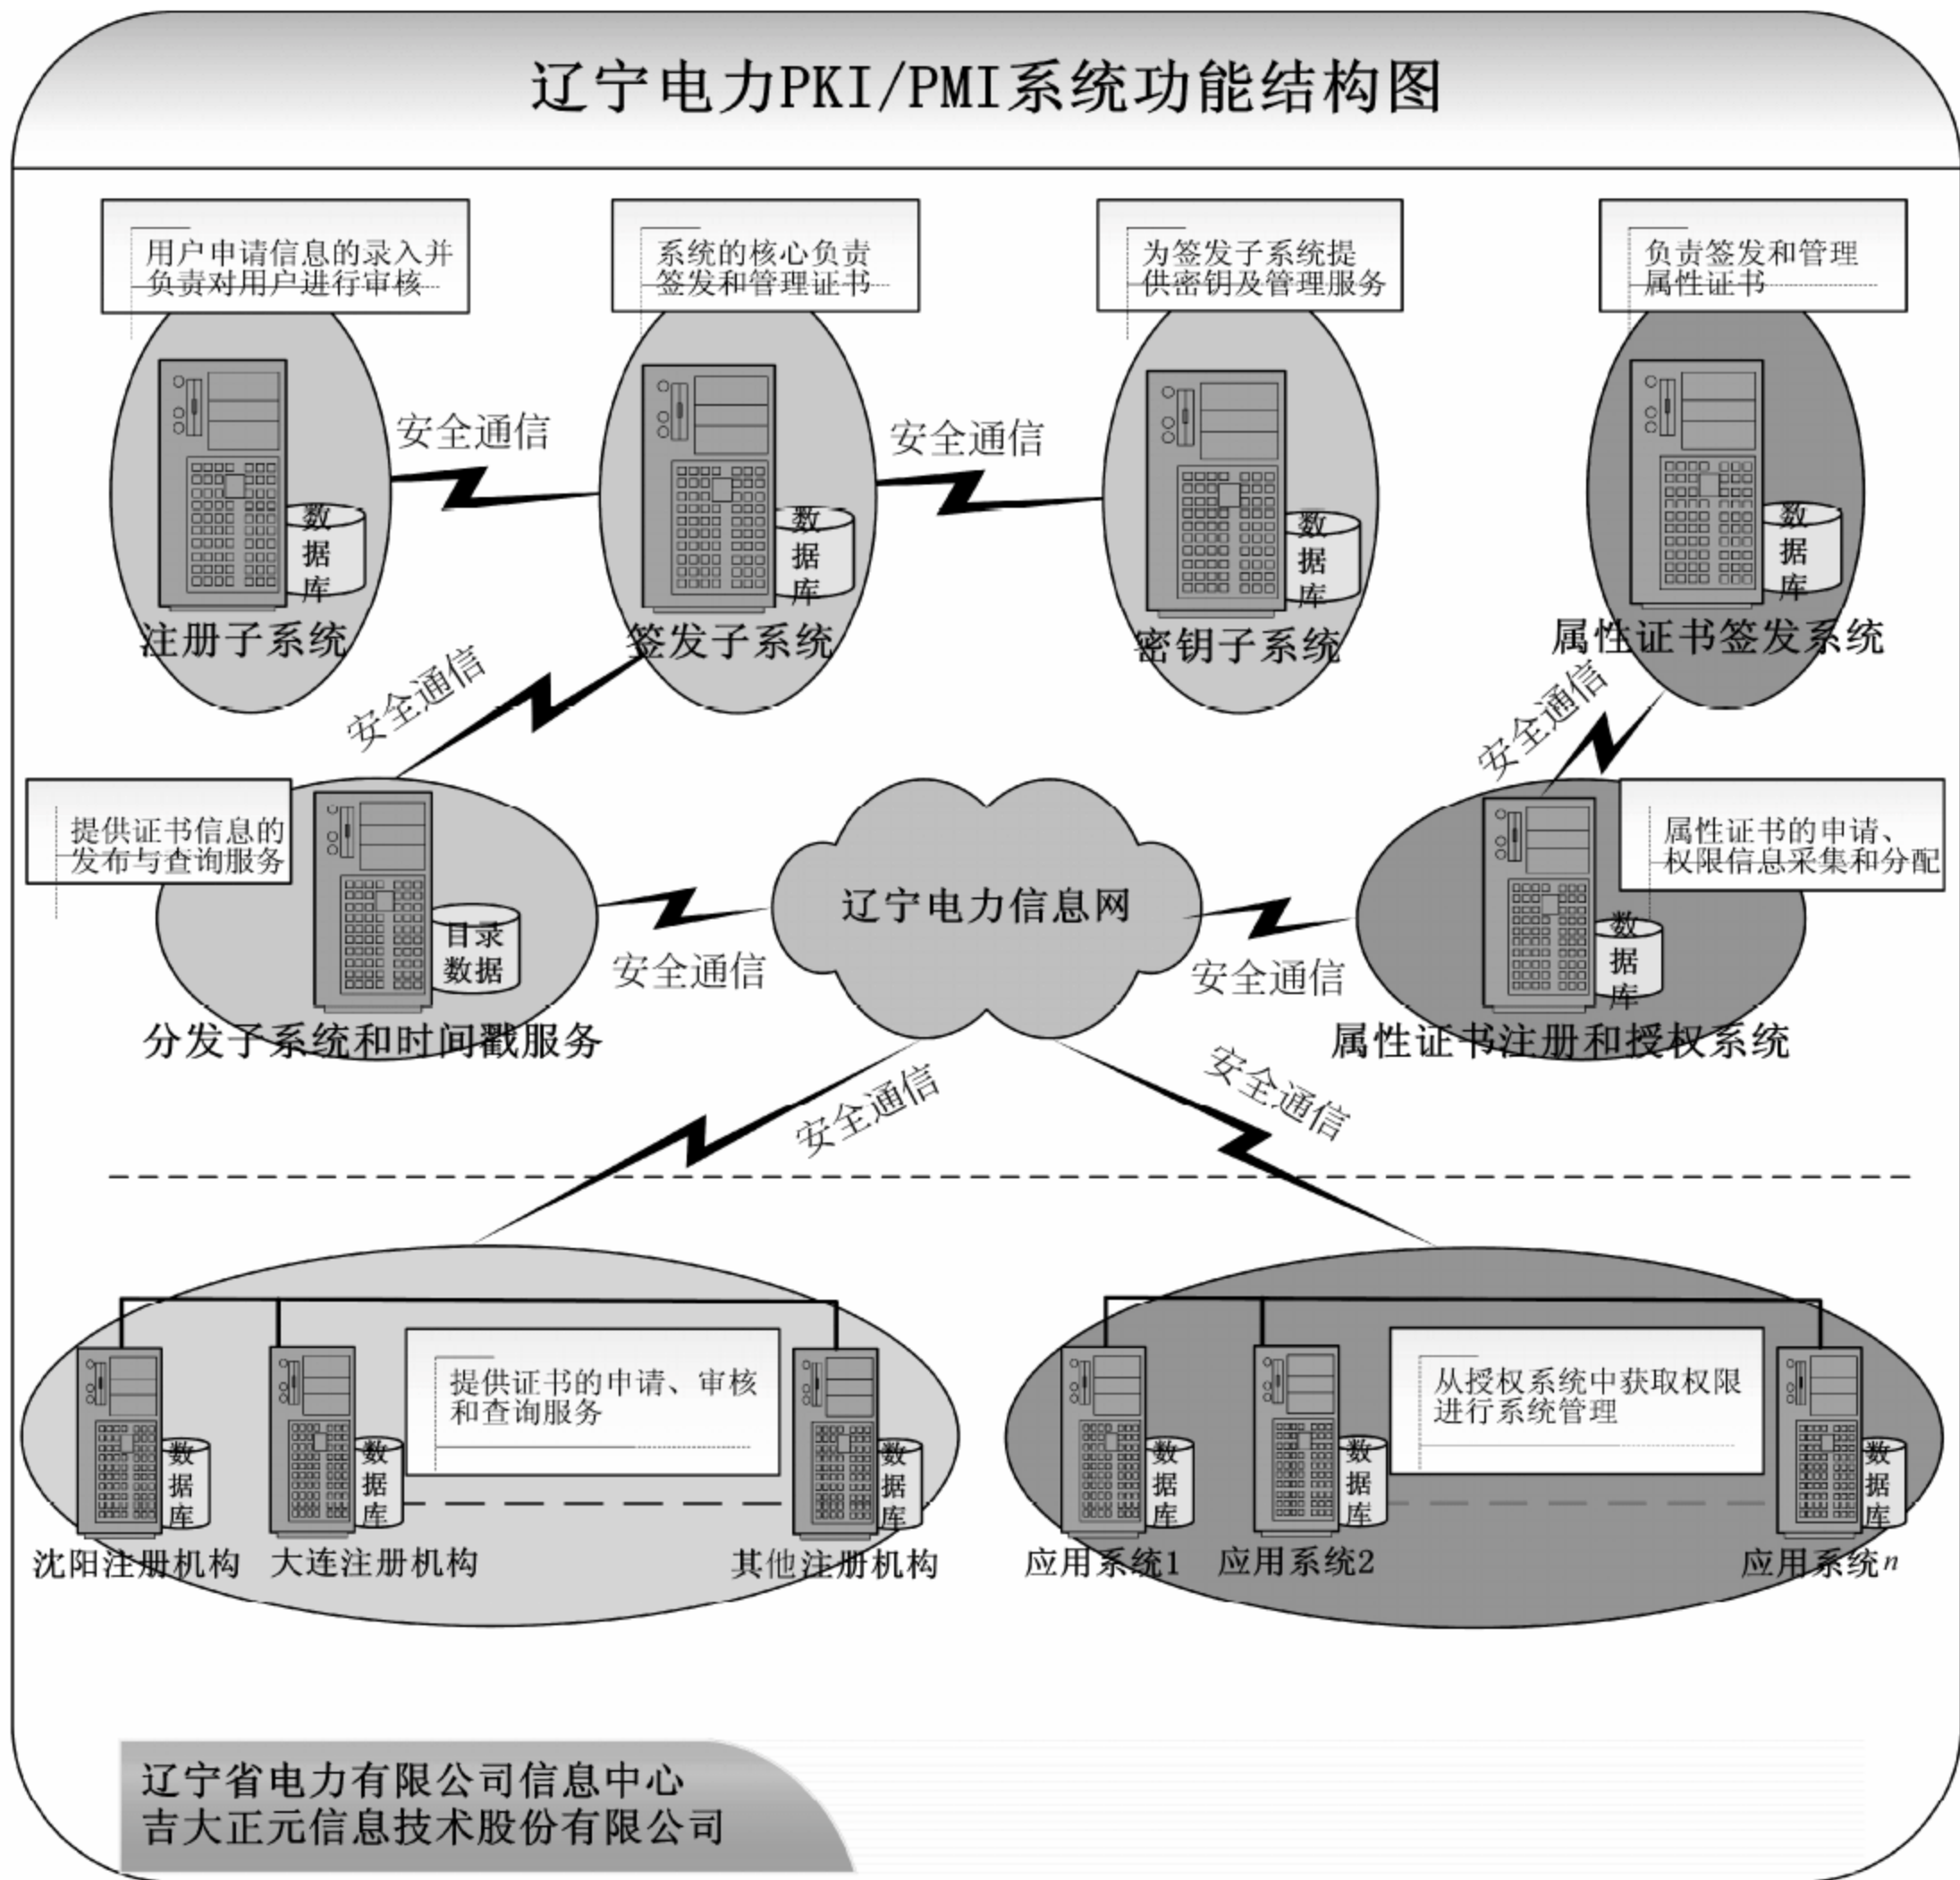 辽宁电力PKI/PMI系统功能结构图
用户申请信息的录入并
负责对用户进行审核
系统的核心负责
签发和管理证书
为签发子系统提
供密钥及管理服务
负责签发和管理
属性证书
安全通信
安全通信
数
据
库
数
据
库
数
据
库
数
据
库
注册子系统
签发子系统
密钥子系统
属性证书签发系统
安全通信
安全通信
提供证书信息的
发布与查询服务
目录
数据
辽宁电力信息网
属性证书的申请、
权限信息采集和分配
数
据
库
安全通信
安全通信
分发子系统和时间戳服务
属性证书注册和授权系统
安全通信
安全通信
提供证书的申请、审核
和查询服务
从授权系统中获取权限
进行系统管理
数
据
库
数
据
库
数
据
库
数
据
库
数
据
库
数
据
库
沈阳注册机构
大连注册机构
其他注册机构
应用系统1
应用系统2
应用系统n
辽宁省电力有限公司信息中心
吉大正元信息技术股份有限公司